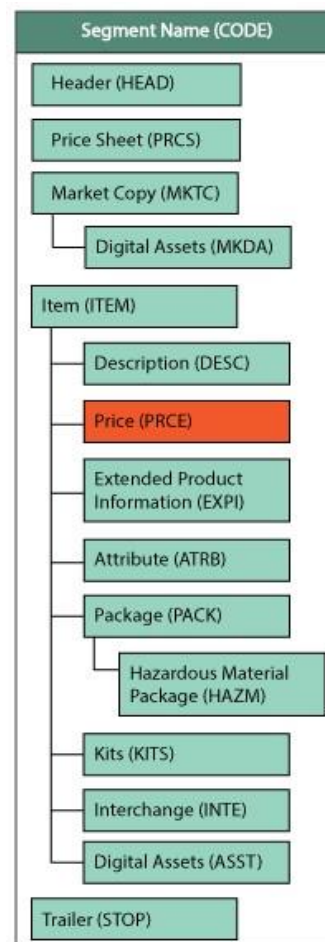 Segment Name (CODE)
Header (HEAD)
Price Sheet (PRCS)
Market Copy (MKTC)
Digital Assets (MKDA)
Item (ITEM)
Description (DESC)
Price (PRCE)
Extended Product
Information (EXPI)
Attribute (ATRB)
Package (PACK)
Hazardous Material
Package (HAZM)
Kits (KITS)
Interchange (INTE)
Digital Assets (ASST)
Trailer (STOP)